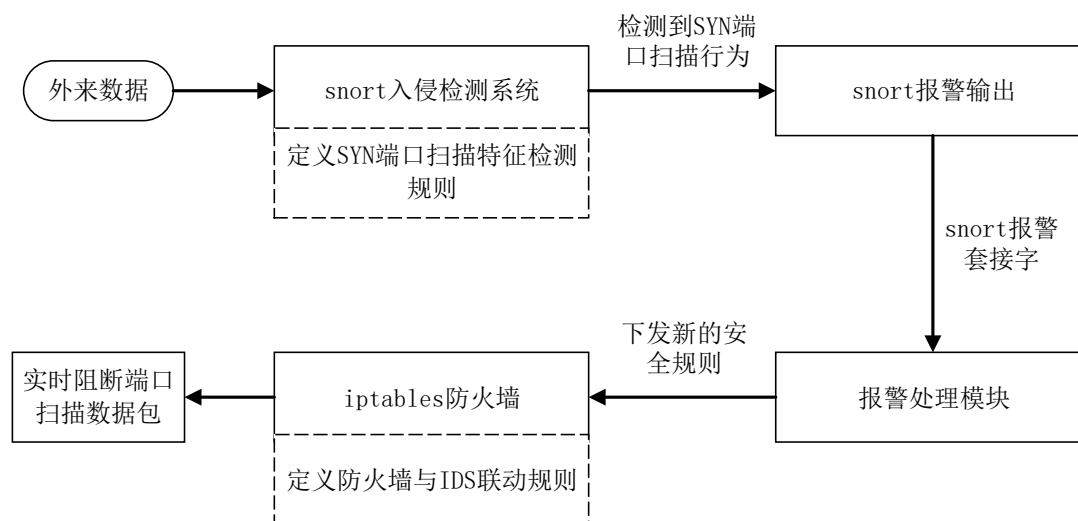 外来数据
snort入侵检测系统
定义SYN端口扫描特征检测
规则
检测到SYN端
口扫描行为
snort报警输出
snort报警
套接字
报警处理模块
下发新的安
全规则
iptables防火墙
定义防火墙与IDS联动规则
实时阻断端口
扫描数据包